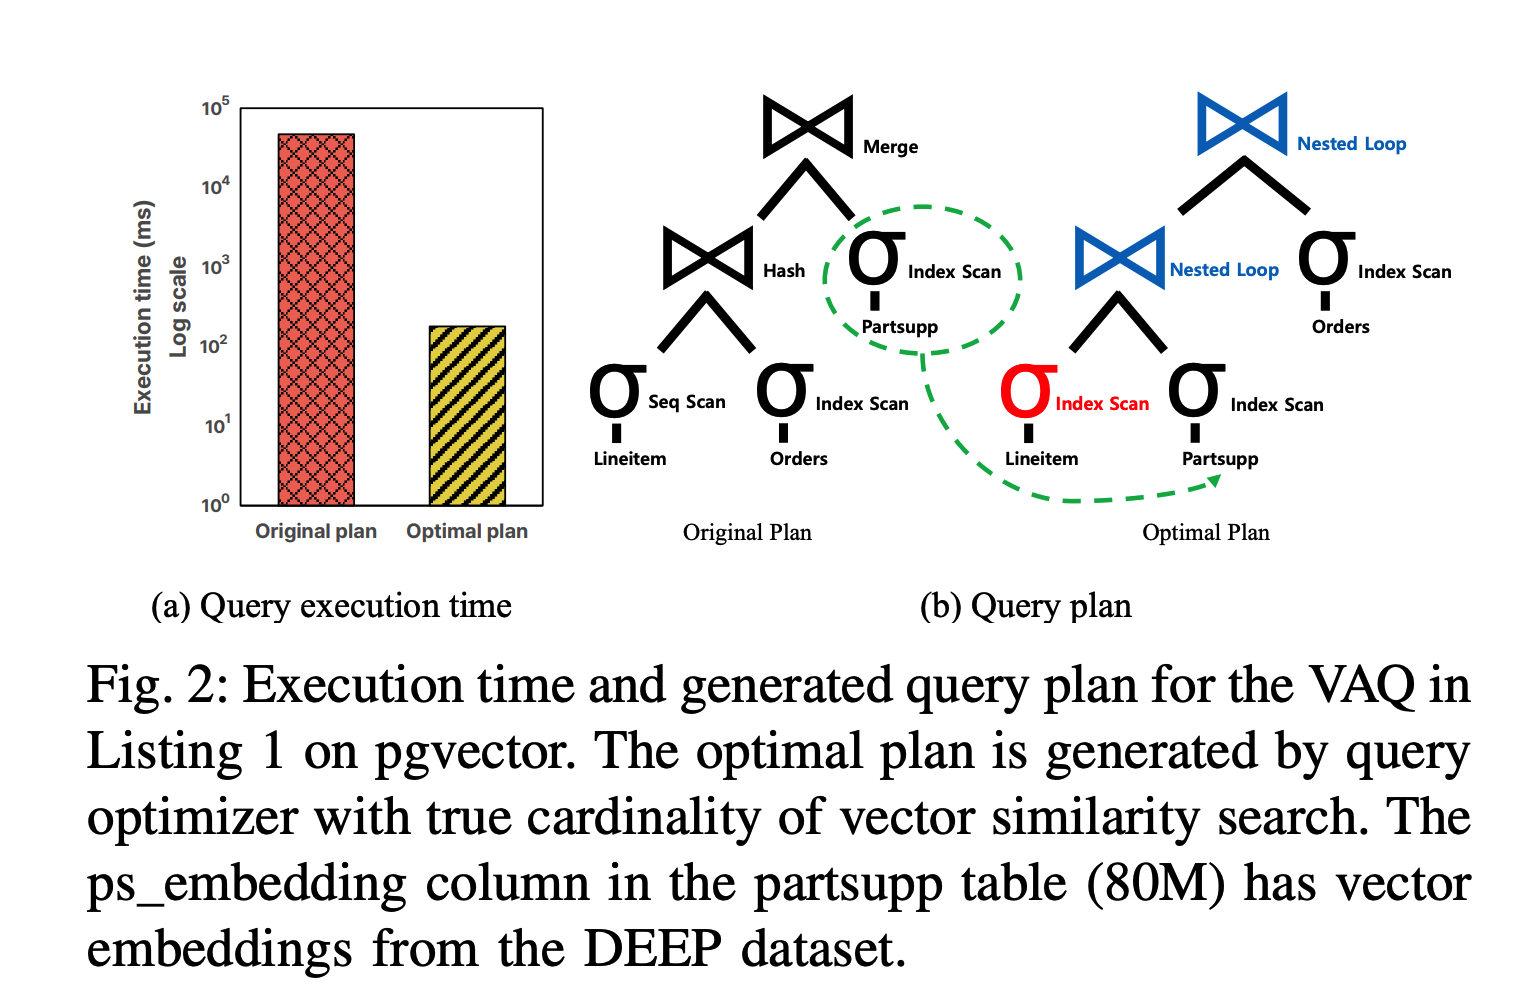 10^5
10^4
10^3
10^2
10^1
10^0
Execution time (ms)
Log scale
Original plan
Optimal plan
(a) Query execution time
Merge
Hash
σ Index Scan
Partsupp
σ Seq Scan
Lineitem
σ Index Scan
Orders
Original Plan
Nested Loop
Nested Loop
σ Index Scan
Orders
σ Index Scan
Lineitem
σ Index Scan
Partsupp
Optimal Plan
(b) Query plan
Fig. 2: Execution time and generated query plan for the VAQ in
Listing 1 on pgvector. The optimal plan is generated by query
optimizer with true cardinality of vector similarity search. The
ps_embedding column in the partsupp table (80M) has vector
embeddings from the DEEP dataset.